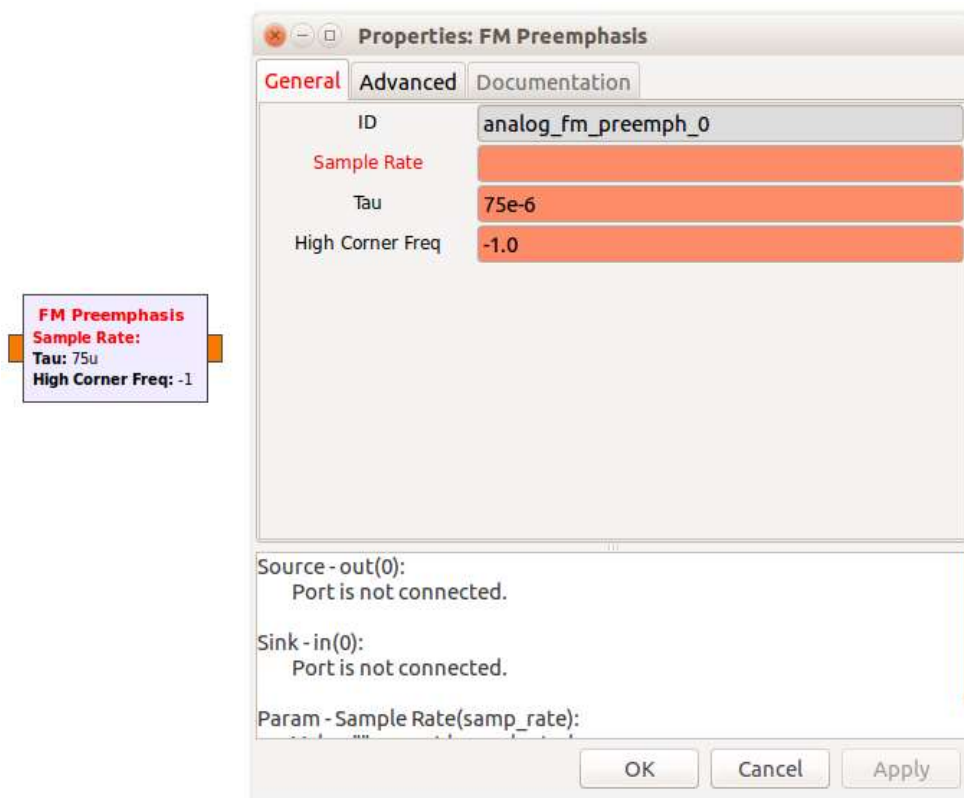 Properties: FM Preemphasis
General Advanced Documentation
ID analog_fm_preemph_0
Sample Rate
Tau 75e-6
High Corner Freq -1.0
FM Preemphasis
Sample Rate:
Tau: 75u
High Corner Freq: -1
Source - out(0):
Port is not connected.
Sink - in(0):
Port is not connected.
Param - Sample Rate(samp_rate):
OK Cancel Apply